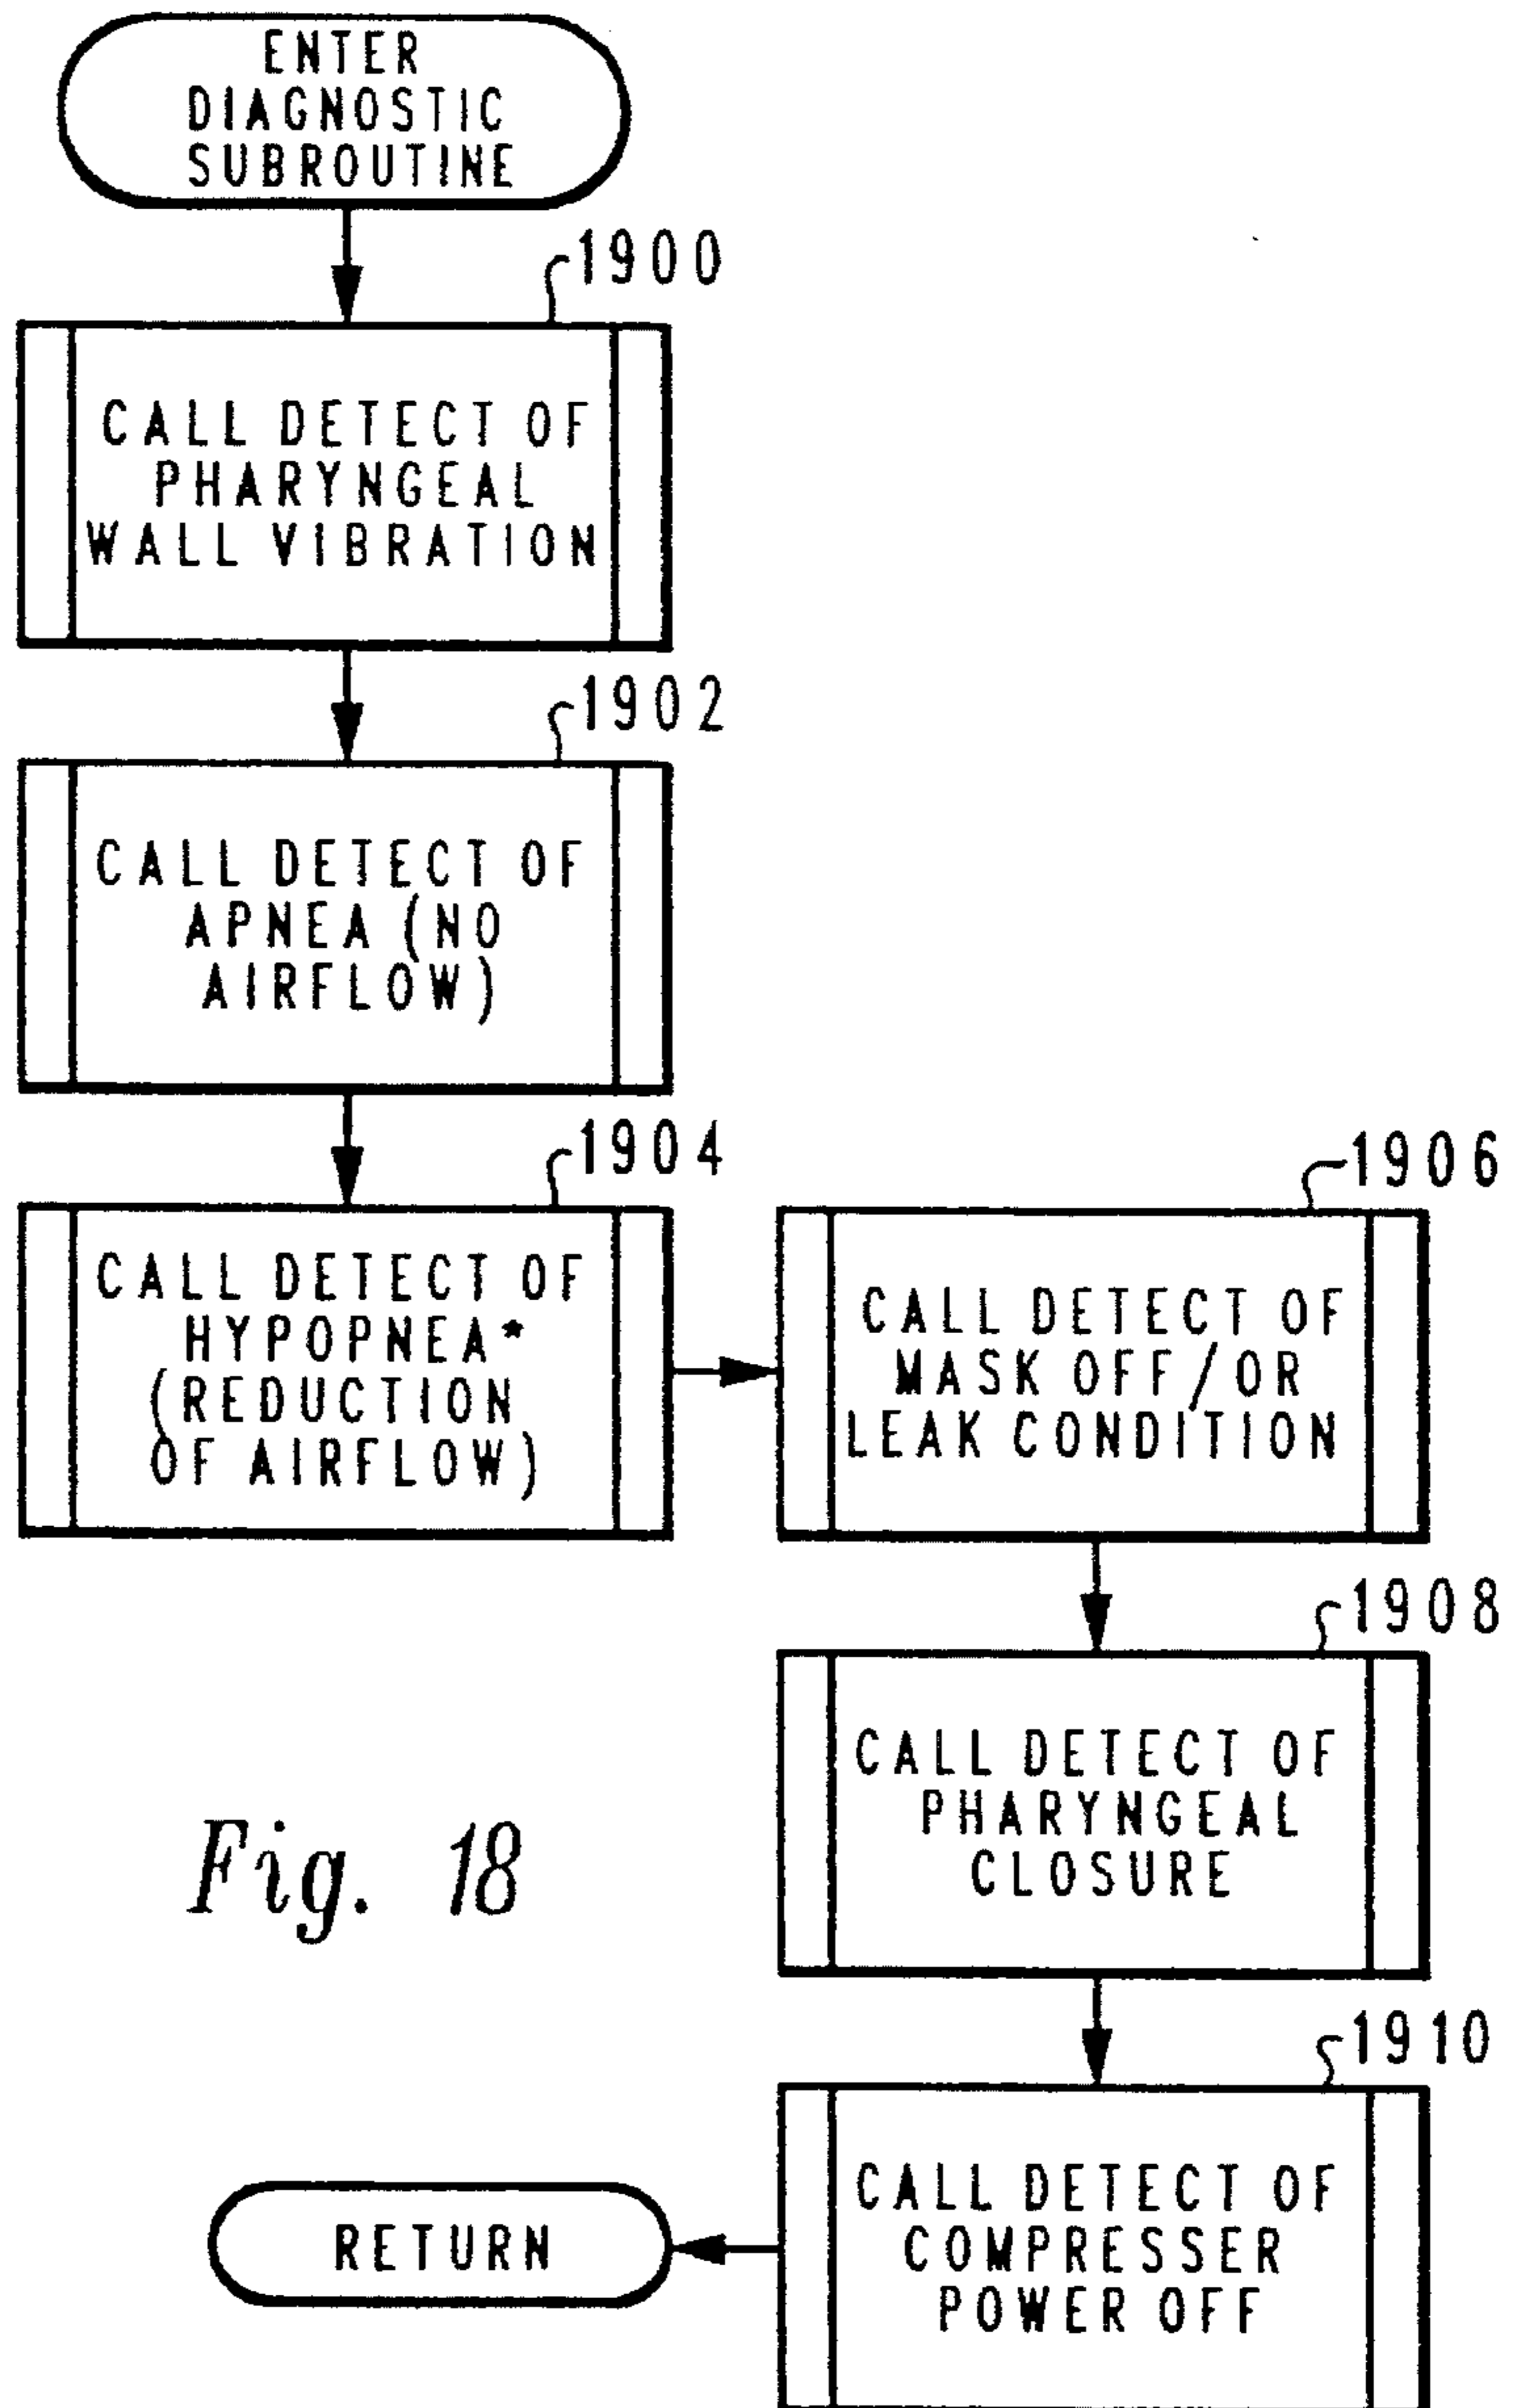 ENTER
DIAGNOSTIC
SUBROUTINE
1900
CALL DETECT OF
PHARYNGEAL
WALL VIBRATION
1902
CALL DETECT OF
APNEA (NO
AIRFLOW)
1904
CALL DETECT OF
HYPOPNEA*
(REDUCTION
OF AIRFLOW)
1906
CALL DETECT OF
MASK OFF/OR
LEAK CONDITION
1908
CALL DETECT OF
PHARYNGEAL
CLOSURE
1910
CALL DETECT OF
COMPRESSER
POWER OFF
RETURN
Fig. 18